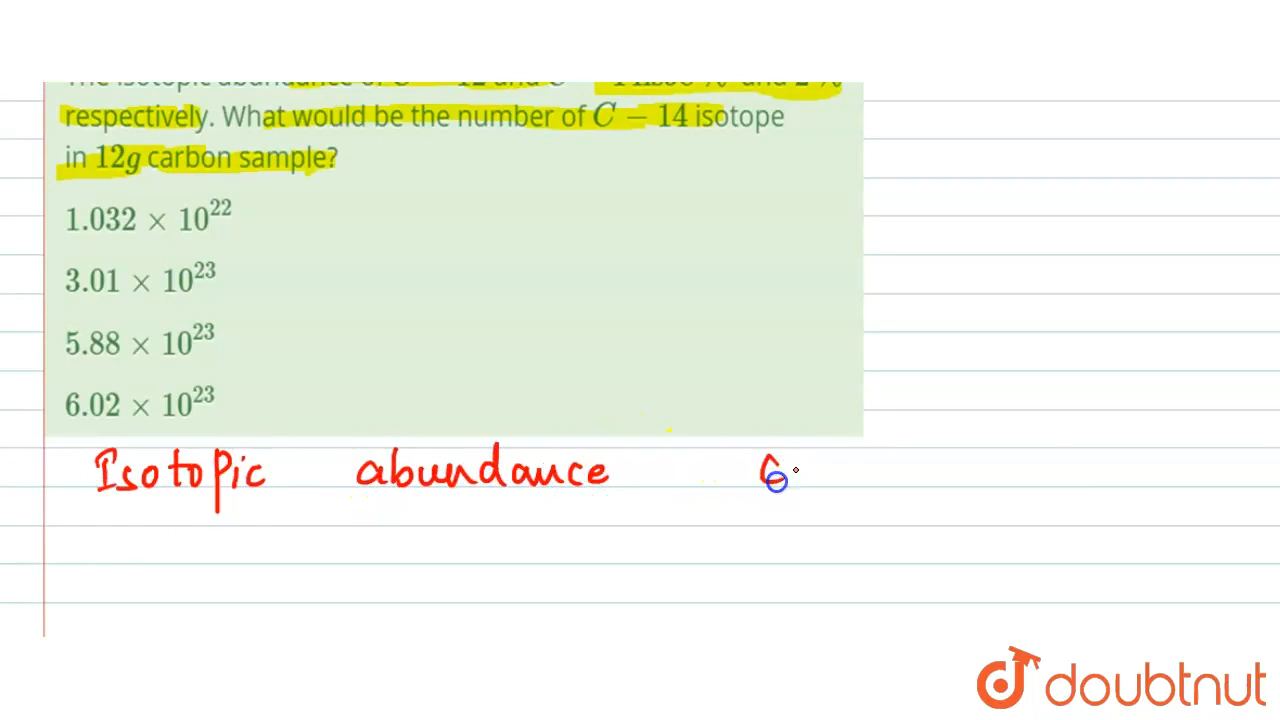 respectively. What would be the number of C − 14 isotope
in 12g carbon sample?
1.032 × 10^22
3.01 × 10^23
5.88 × 10^23
6.02 × 10^23
Isotopic abundance C
doubtnut